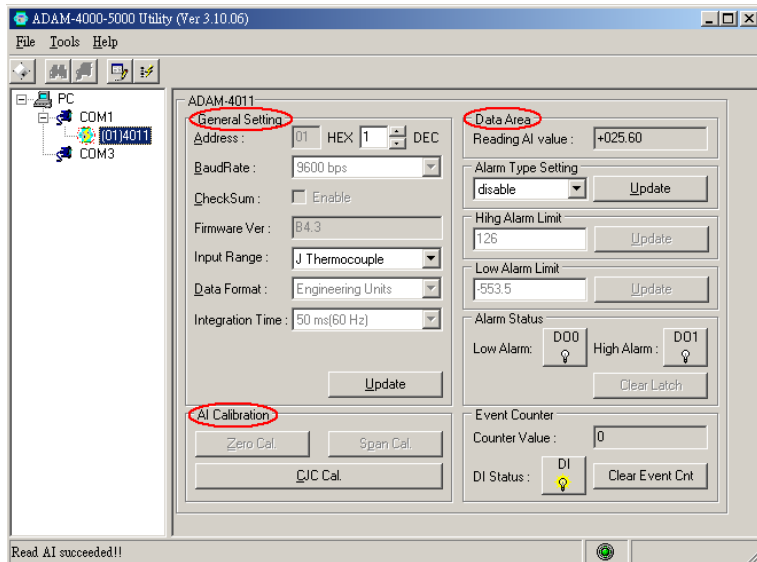 ADAM-4000-5000 Utility (Ver 3.10.06)
File Tools Help
PC
COM1
(01)4011
COM3
ADAM-4011
General Setting
Address : 01 HEX 1 DEC
BaudRate : 9600 bps
CheckSum : Enable
Firmware Ver : B4.3
Input Range : J Thermocouple
Data Format : Engineering Units
Integration Time : 50 ms(60 Hz)
Update
AI Calibration
Zero Cal. Span Cal.
CJC Cal.
Data Area
Reading AI value : +025.60
Alarm Type Setting
disable Update
Hihg Alarm Limit
126 Update
Low Alarm Limit
-553.5 Update
Alarm Status
Low Alarm: DO0 High Alarm : DO1
Clear Latch
Event Counter
Counter Value : 0
DI Status : DI Clear Event Cnt
Read AI succeeded!!